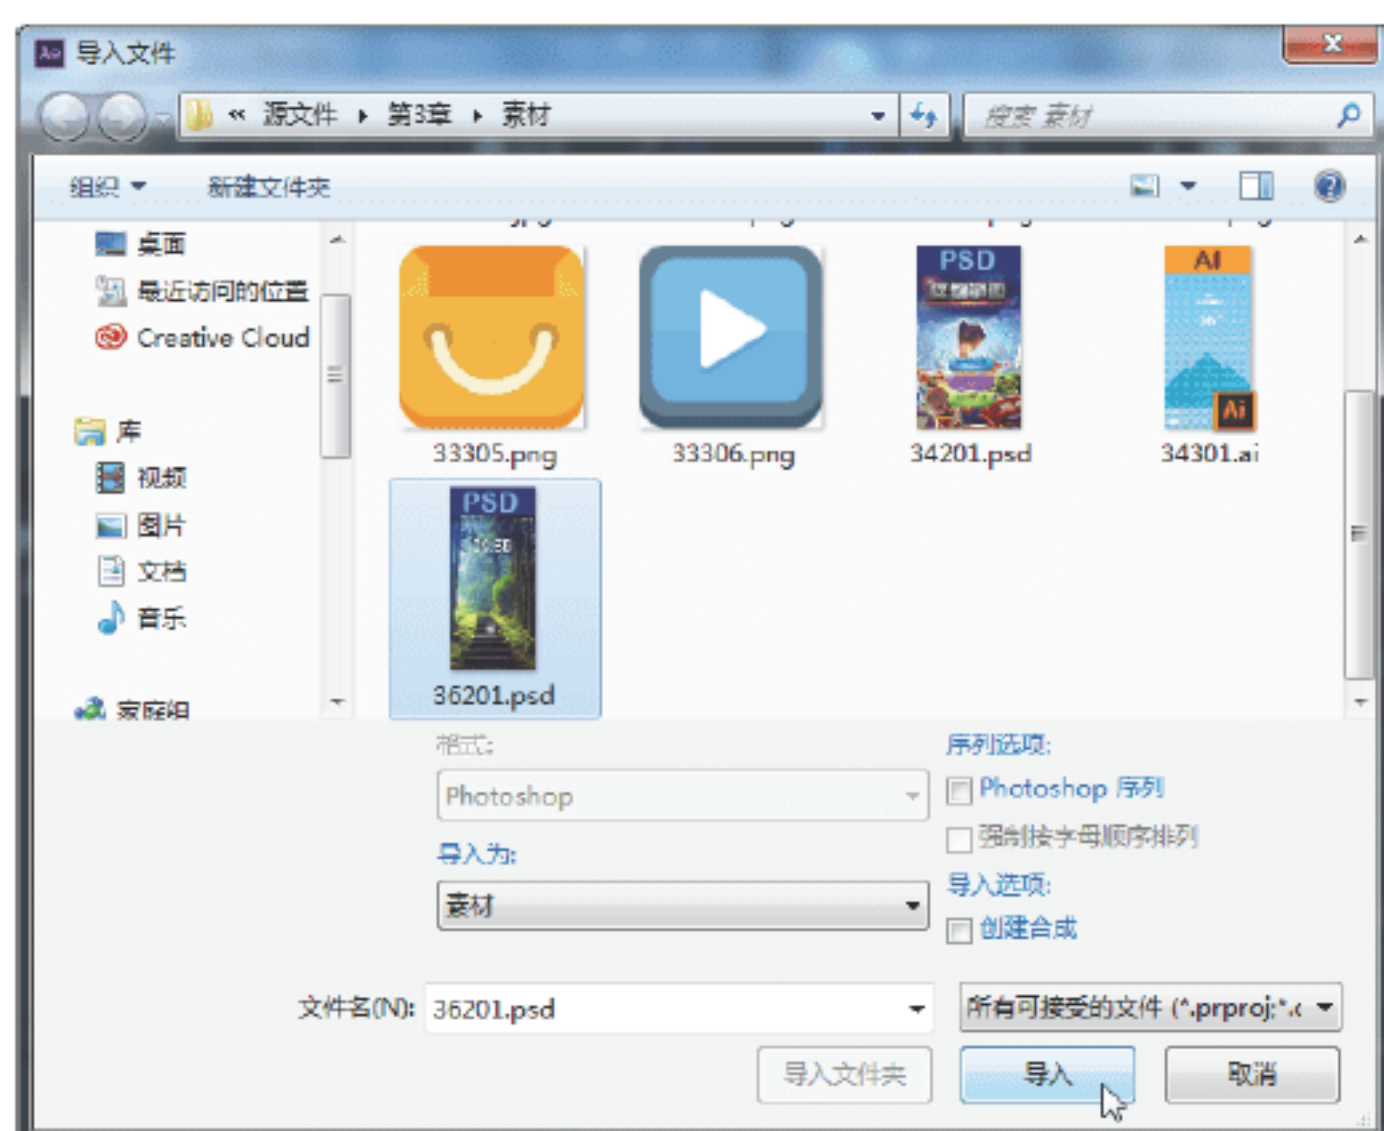 Ae 导入文件
« 源文件 ▸ 第3章 ▸ 素材
搜索 素材
组织 新建文件夹
桌面
最近访问的位置
Creative Cloud
库
视频
图片
文档
音乐
家庭组
33305.png
33306.png
PSD
34201.psd
AI
Ai
34301.ai
PSD
36201.psd
格式:
Photoshop
导入为:
素材
序列选项:
Photoshop 序列
强制按字母顺序排列
导入选项:
创建合成
文件名(N): 36201.psd
所有可接受的文件 (*.prproj;*.c
导入文件夹 导入 取消